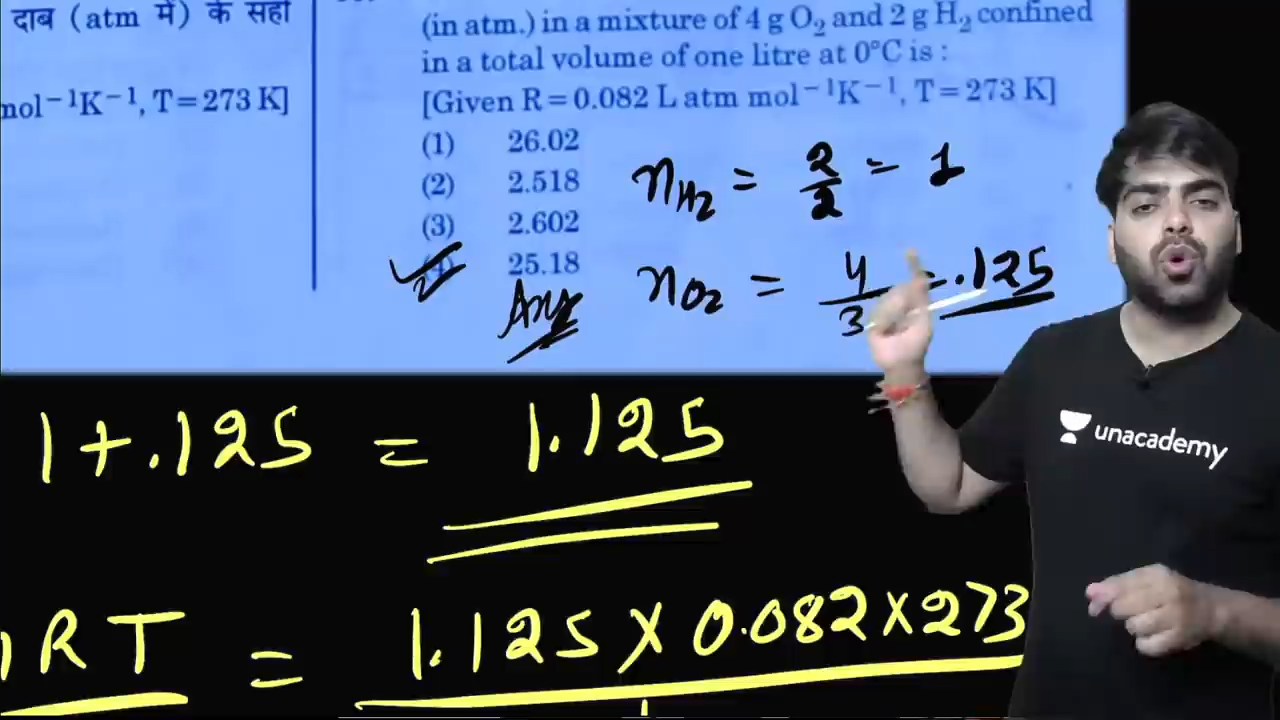 दाब (atm में) के सही
mol−1K−1, T=273 K]
(in atm.) in a mixture of 4 g O2 and 2 g H2 confined
in a total volume of one litre at 0°C is :
[Given R=0.082 L atm mol−1K−1, T=273 K]
(1) 26.02
(2) 2.518
(3) 2.602
(4) 25.18
Ans
nH2 = 2/2 = 1
nO2 = 4/3 = .125
1+.125 = 1.125
RT = 1.125×0.082×273
unacademy